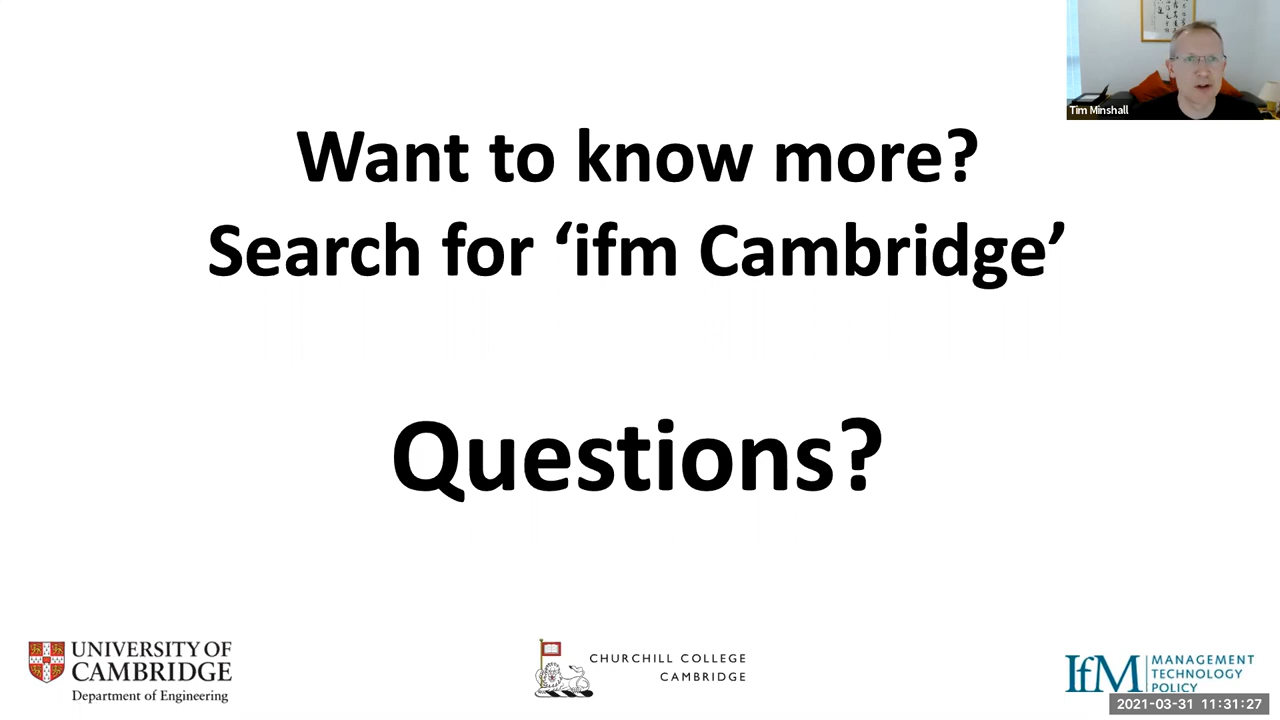 Tim Minshall
Want to know more?
Search for ‘ifm Cambridge’
Questions?
UNIVERSITY OF
CAMBRIDGE
Department of Engineering
CHURCHILL COLLEGE
CAMBRIDGE
IfM
MANAGEMENT
TECHNOLOGY
POLICY
2021-03-31 11:31:27